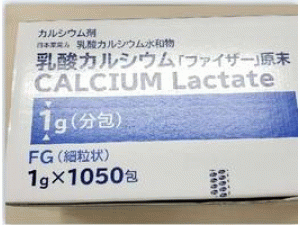 カルシウム剤
日本薬局方 乳酸カルシウム水和物
乳酸カルシウム「ファイザー」原末
CALCIUM Lactate
1g(分包)
FG(細粒状)
1g×1050包